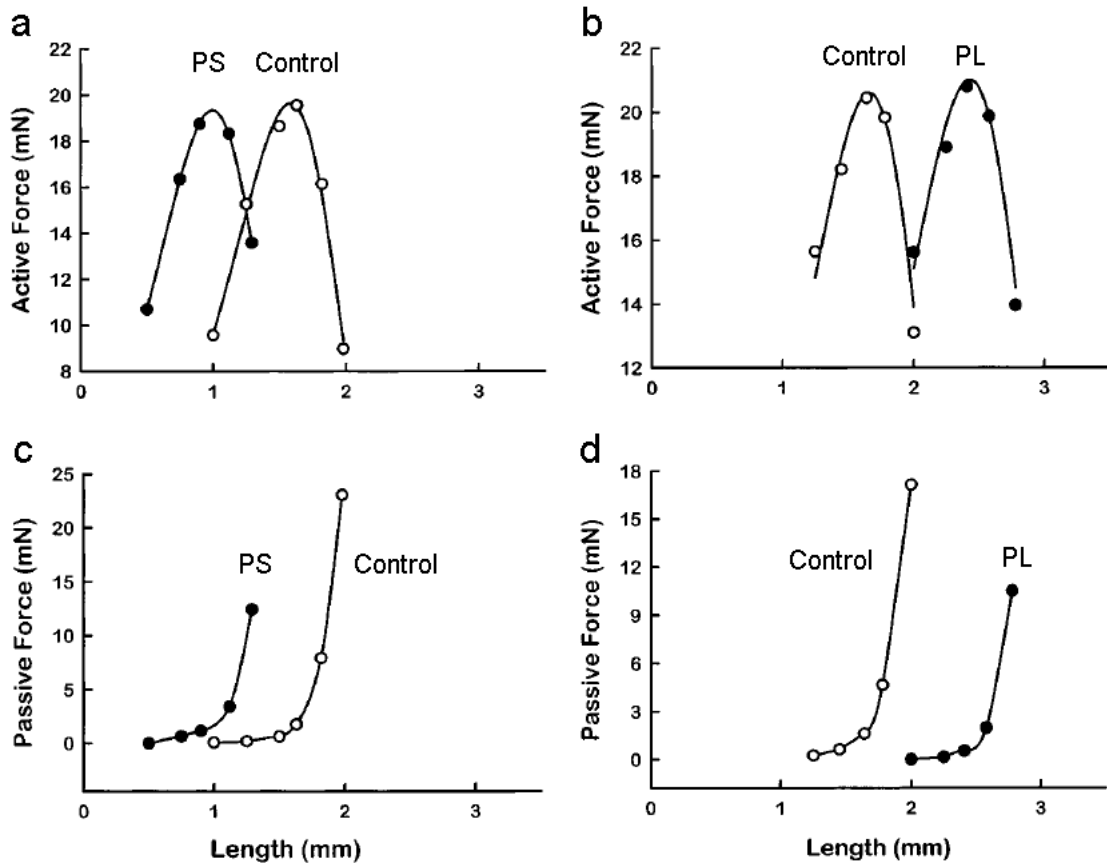 a
PS Control
22
20
18
16
14
12
10
8
0 1 2 3
Active Force (mN)
b
Control PL
22
20
18
16
14
12
0 1 2 3
Active Force (mN)
c
PS Control
25
20
15
10
5
0
0 1 2 3
Passive Force (mN)
Length (mm)
d
Control PL
18
15
12
9
6
3
0
0 1 2 3
Passive Force (mN)
Length (mm)